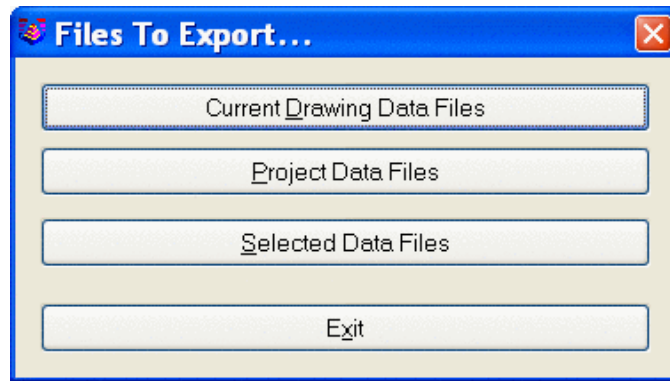 Files To Export...
Current Drawing Data Files
Project Data Files
Selected Data Files
Exit